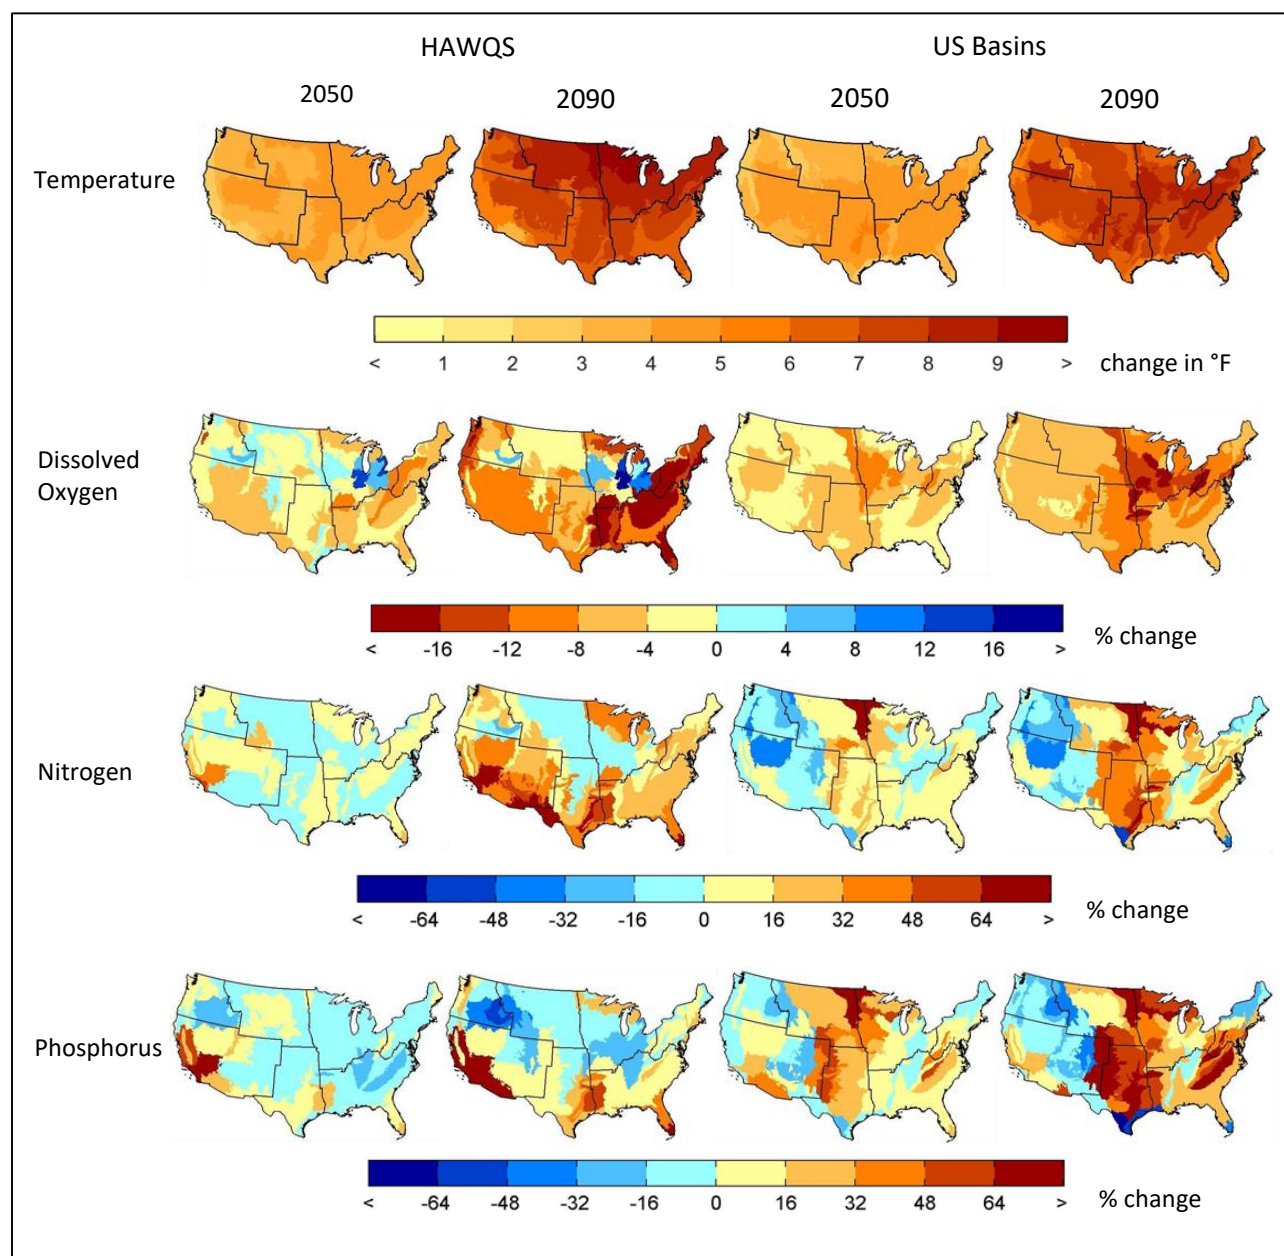 HAWQS US Basins
2050 2090 2050 2090
Temperature
< 1 2 3 4 5 6 7 8 9 > change in °F
Dissolved
Oxygen
< -16 -12 -8 -4 0 4 8 12 16 > % change
Nitrogen
< -64 -48 -32 -16 0 16 32 48 64 > % change
Phosphorus
< -64 -48 -32 -16 0 16 32 48 64 > % change